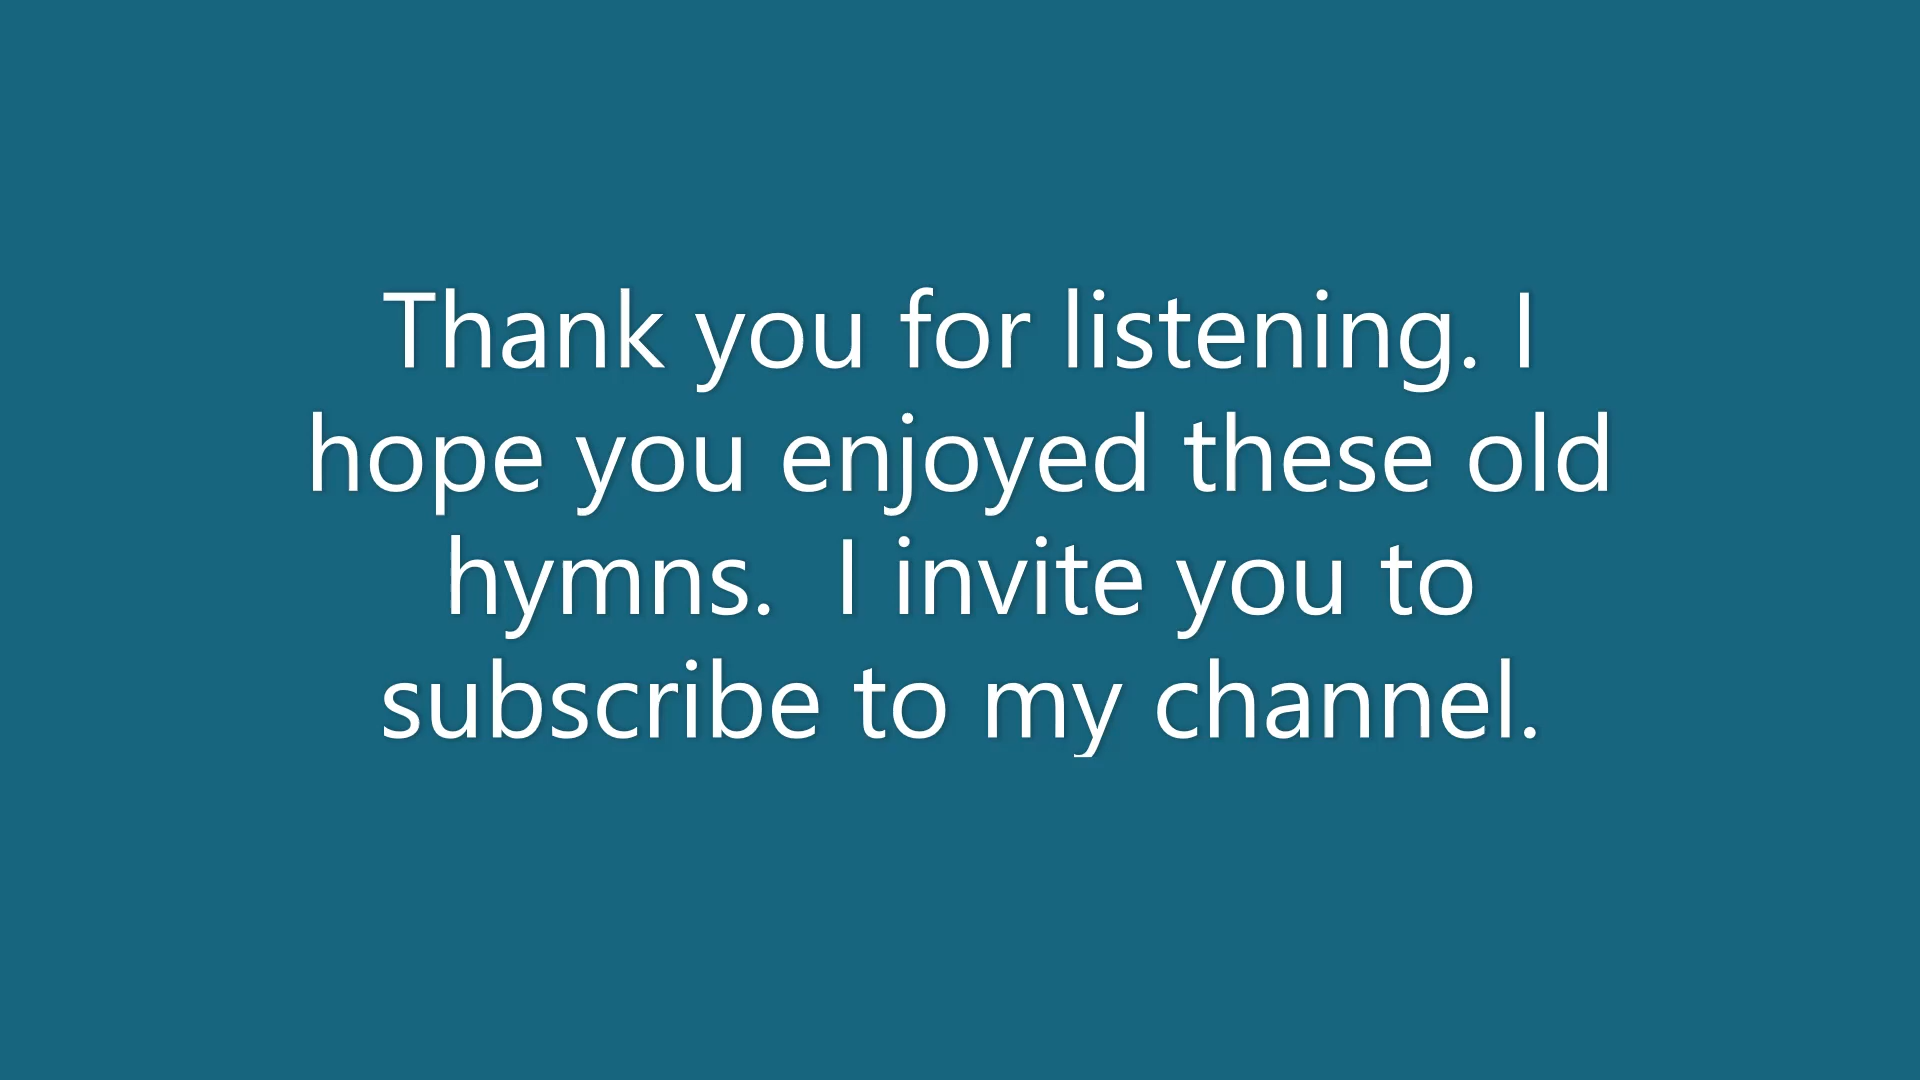 Thank you for listening. I
hope you enjoyed these old
hymns.  I invite you to
subscribe to my channel.